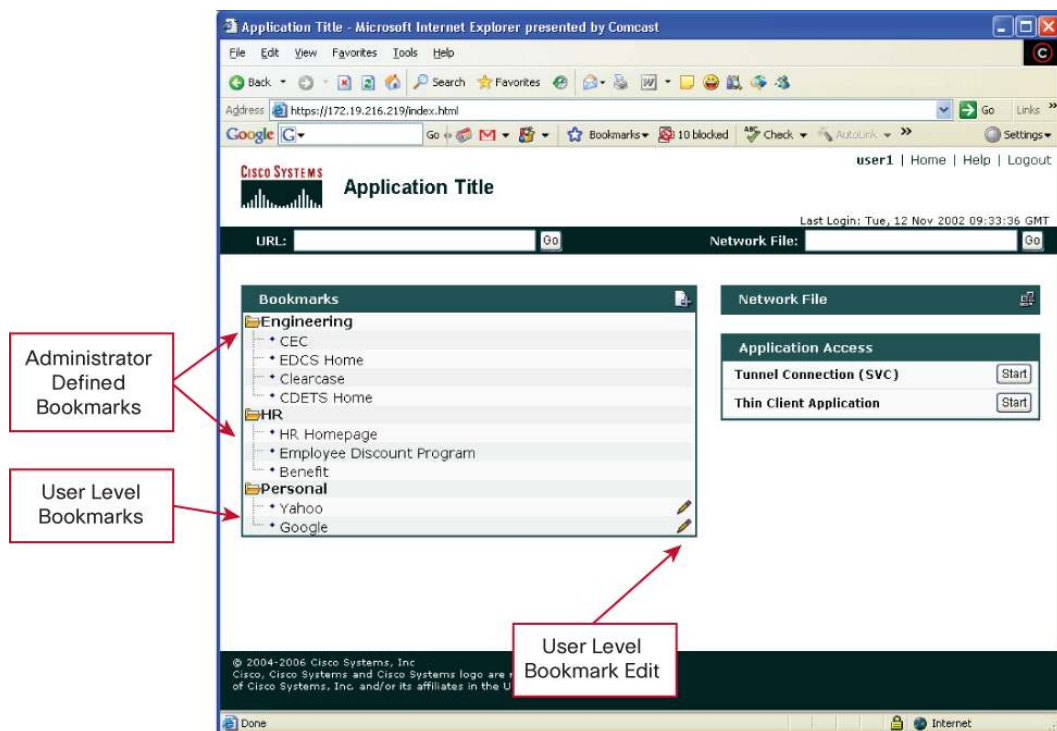 Application Title - Microsoft Internet Explorer presented by Comcast
File Edit View Favorites Tools Help
Back Search Favorites
Address https://172.19.216.219/index.html Go Links »
Google G Go Bookmarks 10 blocked ABC Check AutoLink » Settings
CISCO SYSTEMS
Application Title
user1 | Home | Help | Logout
Last Login: Tue, 12 Nov 2002 09:33:36 GMT
URL: Go Network File: Go
Bookmarks
Engineering
CEC
EDCS Home
Clearcase
CDETS Home
HR
HR Homepage
Employee Discount Program
Benefit
Personal
Yahoo
Google
Network File
Application Access
Tunnel Connection (SVC) Start
Thin Client Application Start
Administrator
Defined
Bookmarks
User Level
Bookmarks
User Level
Bookmark Edit
© 2004-2006 Cisco Systems, Inc
Cisco, Cisco Systems and Cisco Systems logo are
of Cisco Systems, Inc. and/or its affiliates in the
Done Internet